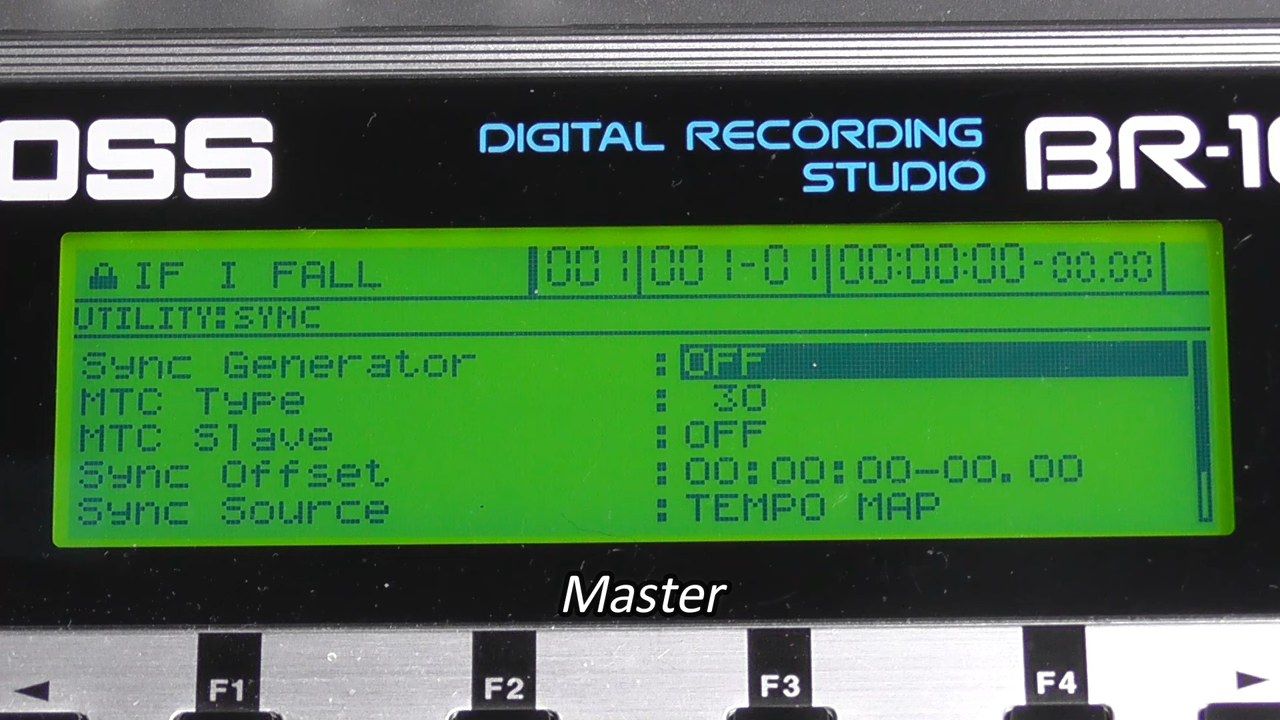 OSS
DIGITAL RECORDING
STUDIO
BR-1
IF I FALL 001 001-01 00:00:00-00.00
UTILITY:SYNC
Sync Generator : OFF
MTC Type : 30
MTC Slave : OFF
Sync Offset : 00:00:00-00.00
Sync Source : TEMPO MAP
Master
F1 F2 F3 F4